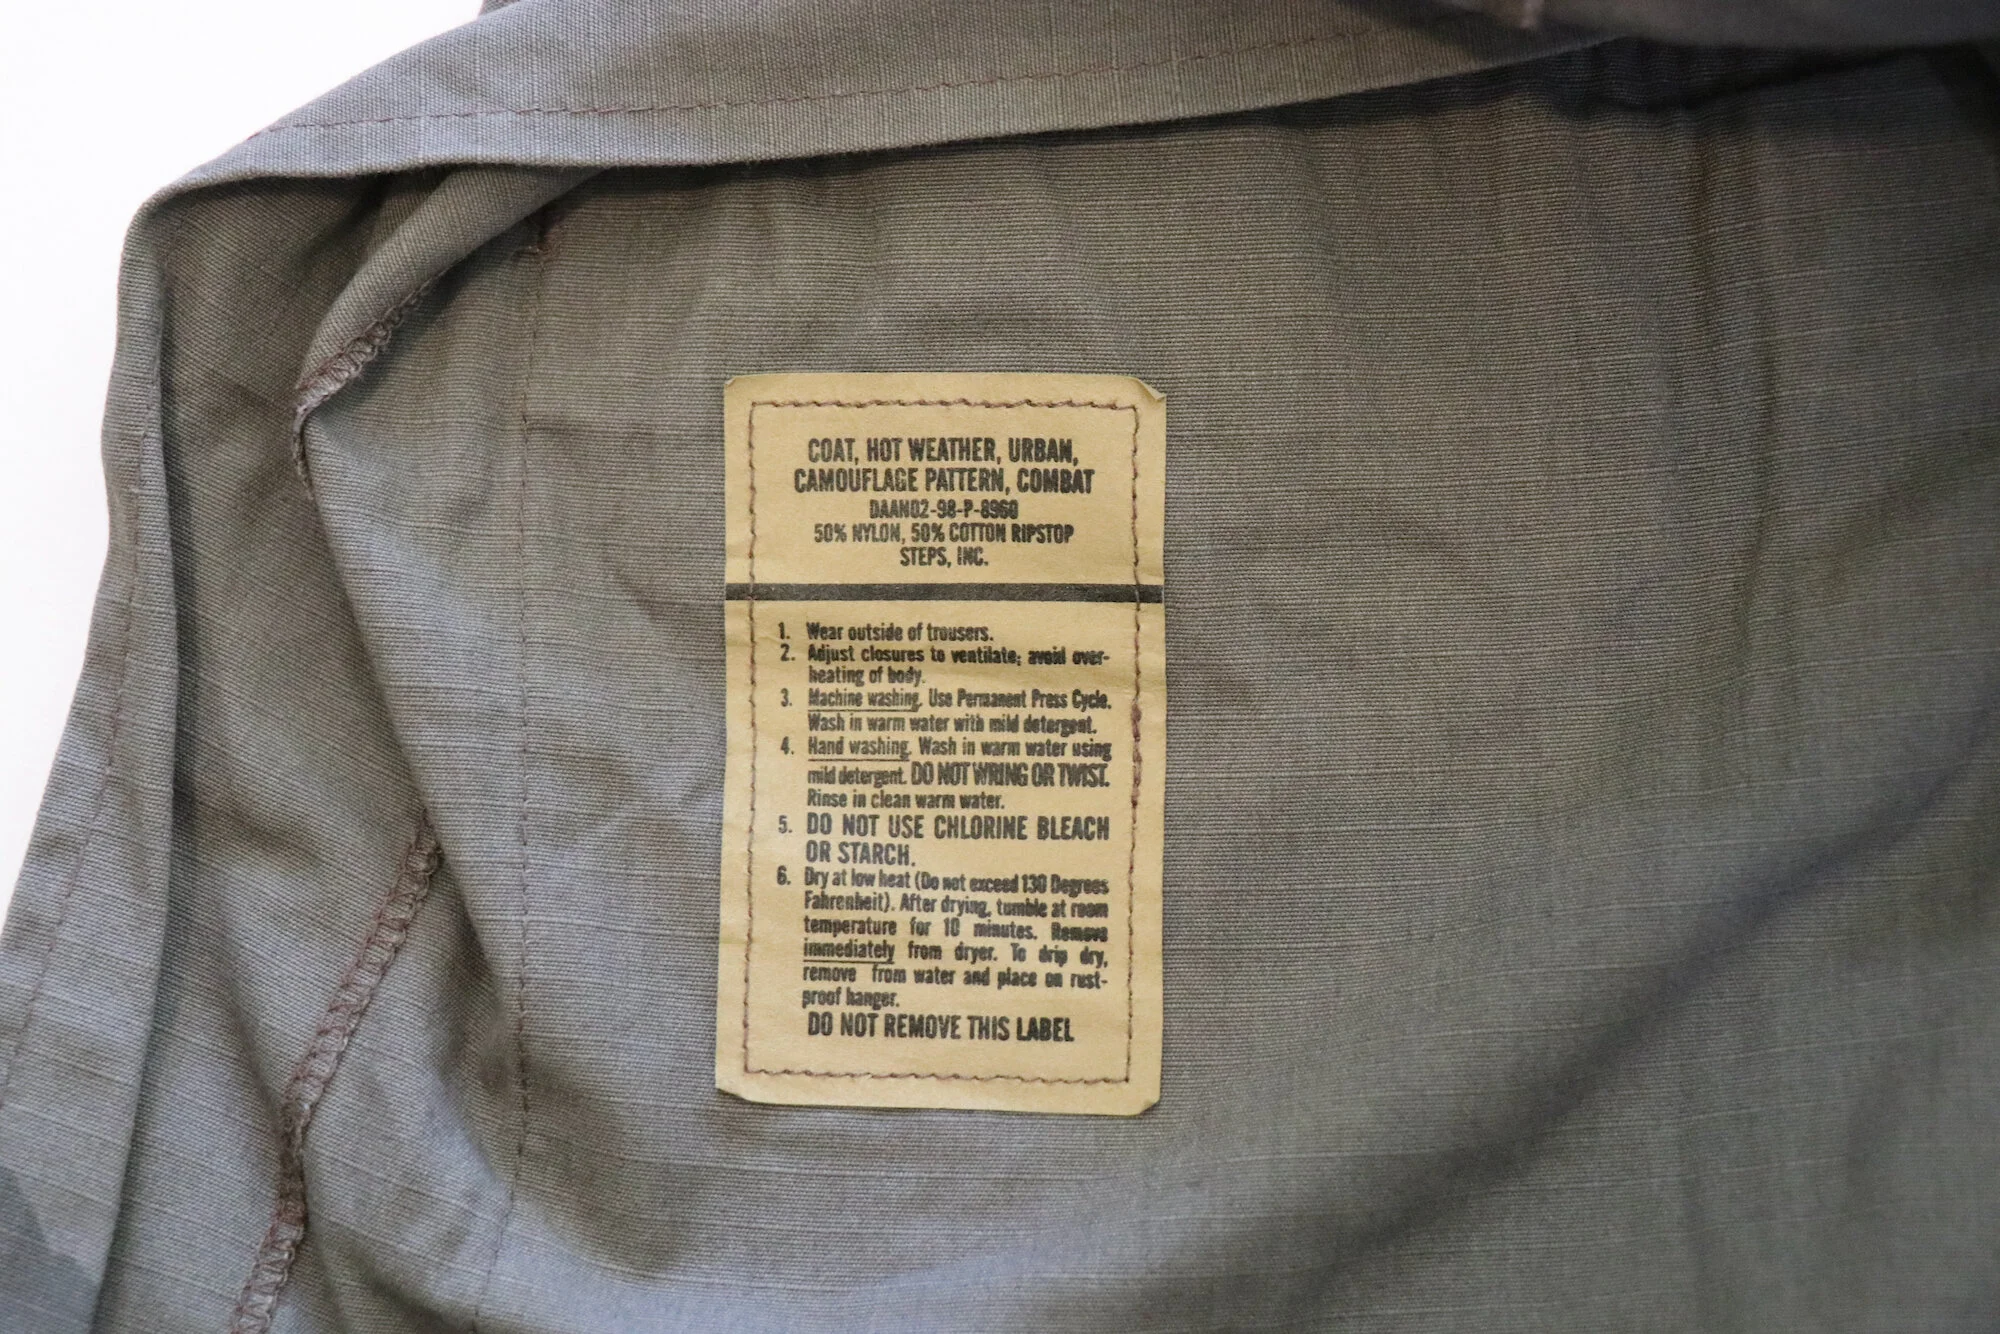 COAT, HOT WEATHER, URBAN,
CAMOUFLAGE PATTERN, COMBAT
DAAN02-98-P-8960
50% NYLON, 50% COTTON RIPSTOP
STEPS, INC.
1. Wear outside of trousers.
2. Adjust closures to ventilate; avoid over-
heating of body.
3. Machine washing. Use Permanent Press Cycle.
Wash in warm water with mild detergent.
4. Hand washing. Wash in warm water using
mild detergent. DO NOT WRING OR TWIST.
Rinse in clean warm water.
5. DO NOT USE CHLORINE BLEACH
OR STARCH.
6. Dry at low heat (Do not exceed 130 Degrees
Fahrenheit). After drying, tumble at room
temperature for 10 minutes. Remove
immediately from dryer. To drip dry,
remove from water and place on rust-
proof hanger.
DO NOT REMOVE THIS LABEL